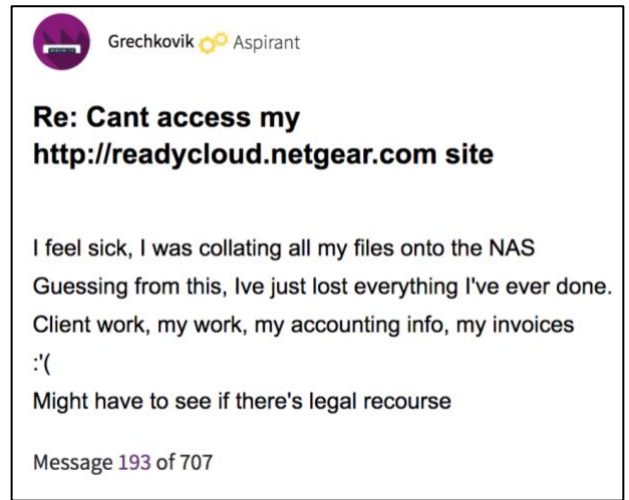 Grechkovik Aspirant
Re: Cant access my
http://readycloud.netgear.com site
I feel sick, I was collating all my files onto the NAS
Guessing from this, Ive just lost everything I've ever done.
Client work, my work, my accounting info, my invoices
:'(
Might have to see if there's legal recourse
Message 193 of 707